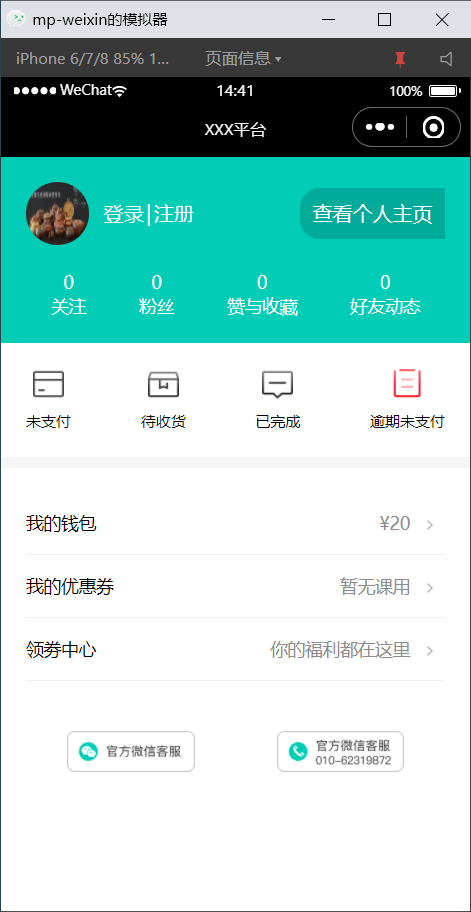 mp-weixin的模拟器
iPhone 6/7/8 85% 1...
页面信息
WeChat
14:41
100%
XXX平台
登录|注册
查看个人主页
0
0
0
0
关注
粉丝
赞与收藏
好友动态
未支付
待收货
已完成
逾期未支付
我的钱包
¥20
我的优惠券
暂无课用
领劵中心
你的福利都在这里
官方微信客服
官方微信客服
010-62319872